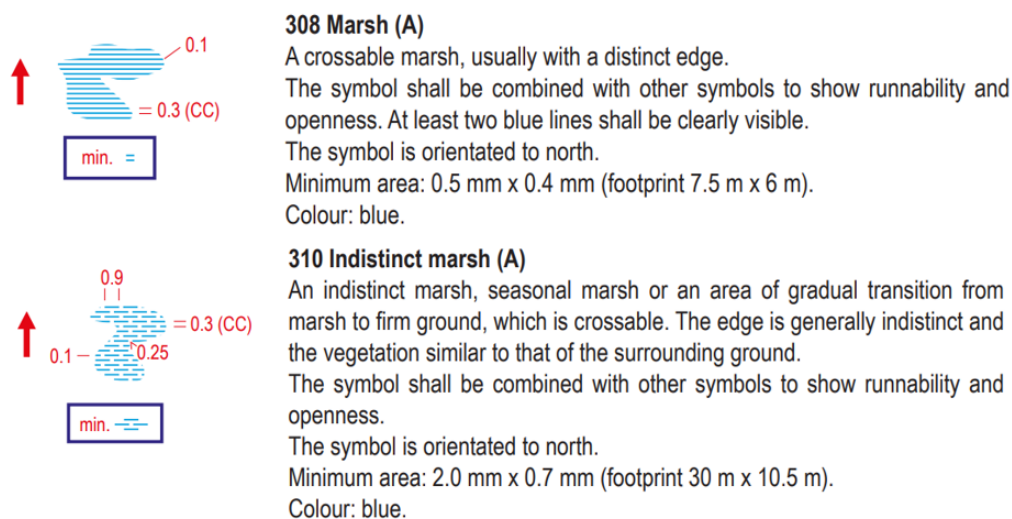 308 Marsh (A)
0.1
A crossable marsh, usually with a distinct edge.
The symbol shall be combined with other symbols to show runnability and
0.3 (CC)
openness. At least two blue lines shall be clearly visible.
min.
The symbol is orientated to north.
Minimum area: 0.5 mm x 0.4 mm (footprint 7.5 m x 6 m).
Colour: blue.
310 Indistinct marsh (A)
0.9
An indistinct marsh, seasonal marsh or an area of gradual transition from
0.3 (CC)
marsh to firm ground, which is crossable. The edge is generally indistinct and
0.1
0.25
the vegetation similar to that of the surrounding ground.
The symbol shall be combined with other symbols to show runnability and
openness.
min.
The symbol is orientated to north.
Minimum area: 2.0 mm x 0.7 mm (footprint 30 m x 10.5 m).
Colour: blue.